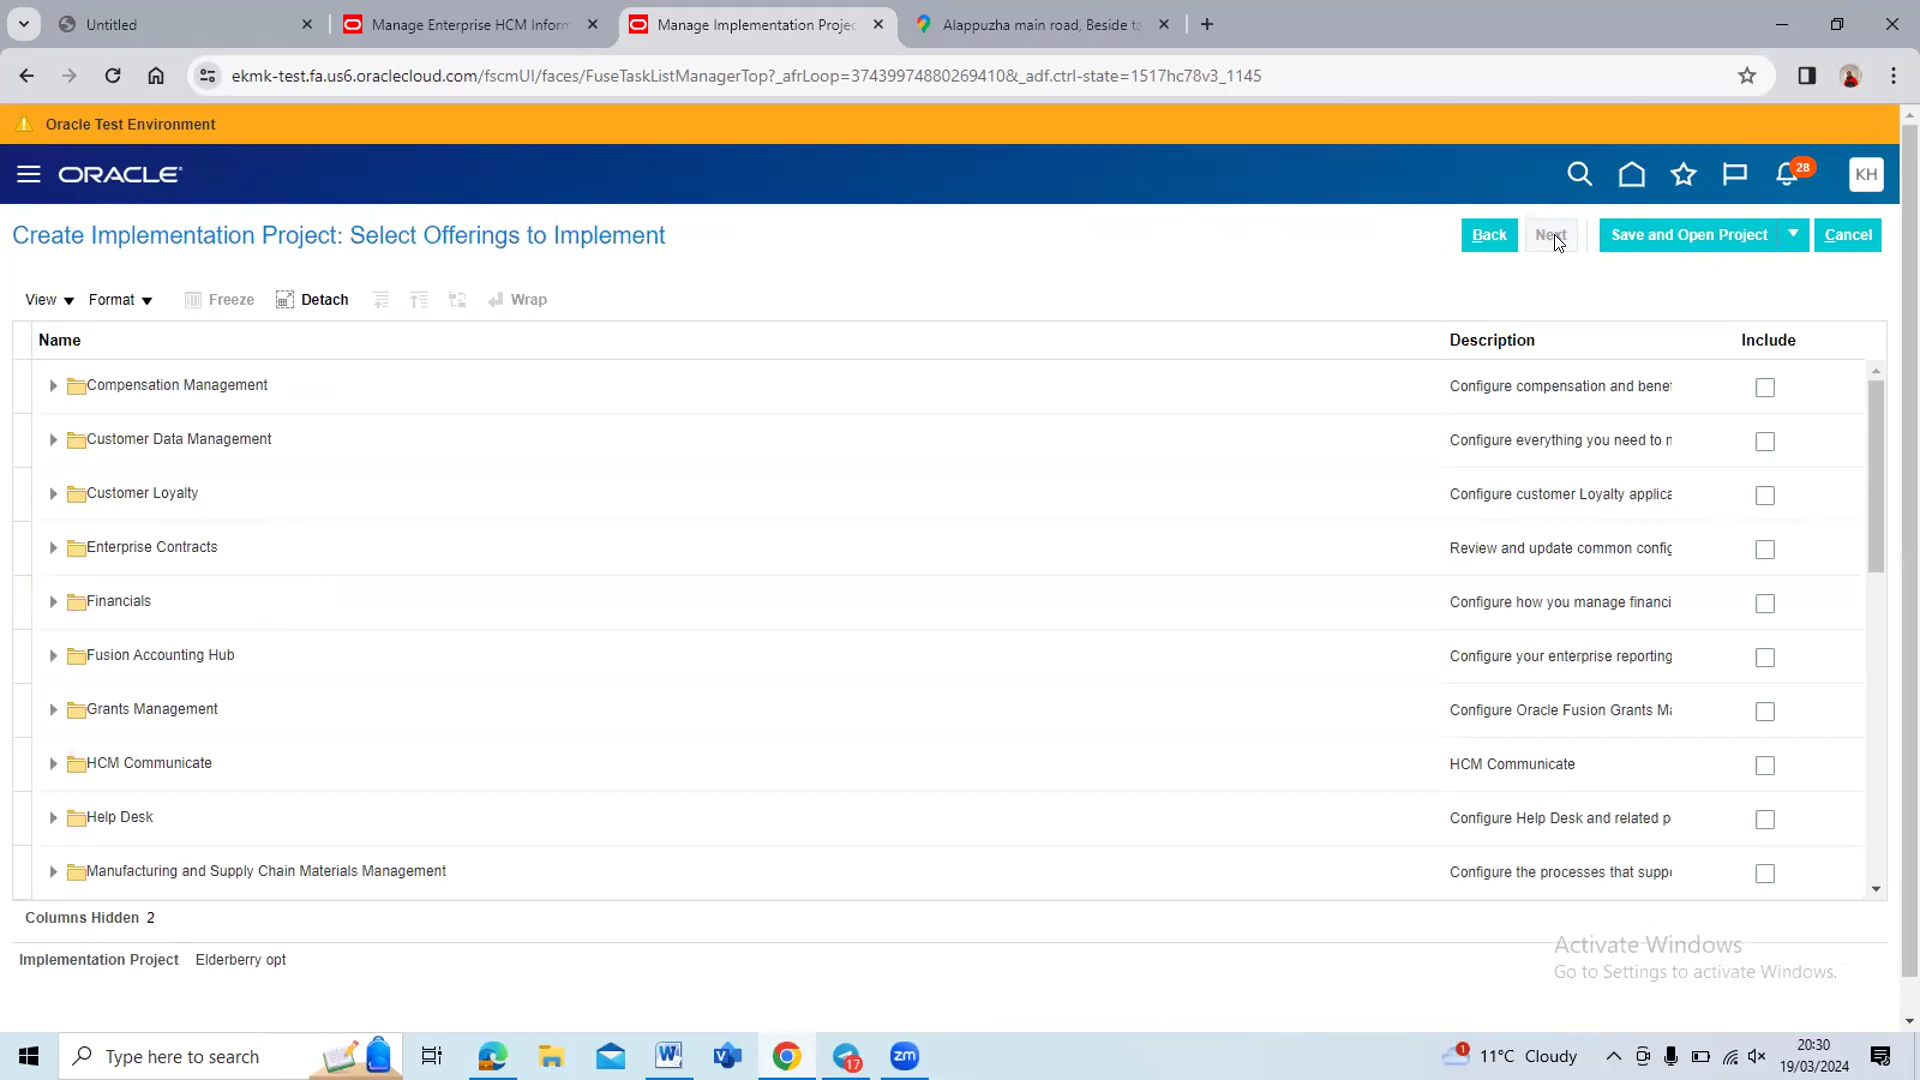 Untitled
Manage Enterprise HCM Inform
Manage Implementation Projec
Alappuzha main road, Beside ta
ekmk-test.fa.us6.oraclecloud.com/fscmUI/faces/FuseTaskListManagerTop?_afrLoop=37439974880269410&_adf.ctrl-state=1517hc78v3_1145
Oracle Test Environment
ORACLE
28
KH
Create Implementation Project: Select Offerings to Implement
Back
Next
Save and Open Project
Cancel
View
Format
Freeze
Detach
Wrap
Name Description Include
Compensation Management Configure compensation and bene
Customer Data Management Configure everything you need to
Customer Loyalty Configure customer Loyalty applica
Enterprise Contracts Review and update common config
Financials Configure how you manage financi
Fusion Accounting Hub Configure your enterprise reporting
Grants Management Configure Oracle Fusion Grants Ma
HCM Communicate HCM Communicate
Help Desk Configure Help Desk and related p
Manufacturing and Supply Chain Materials Management Configure the processes that supp
Columns Hidden 2
Implementation Project Elderberry opt
Activate Windows
Go to Settings to activate Windows.
Type here to search
17
zm
1
11°C Cloudy
20:30
19/03/2024